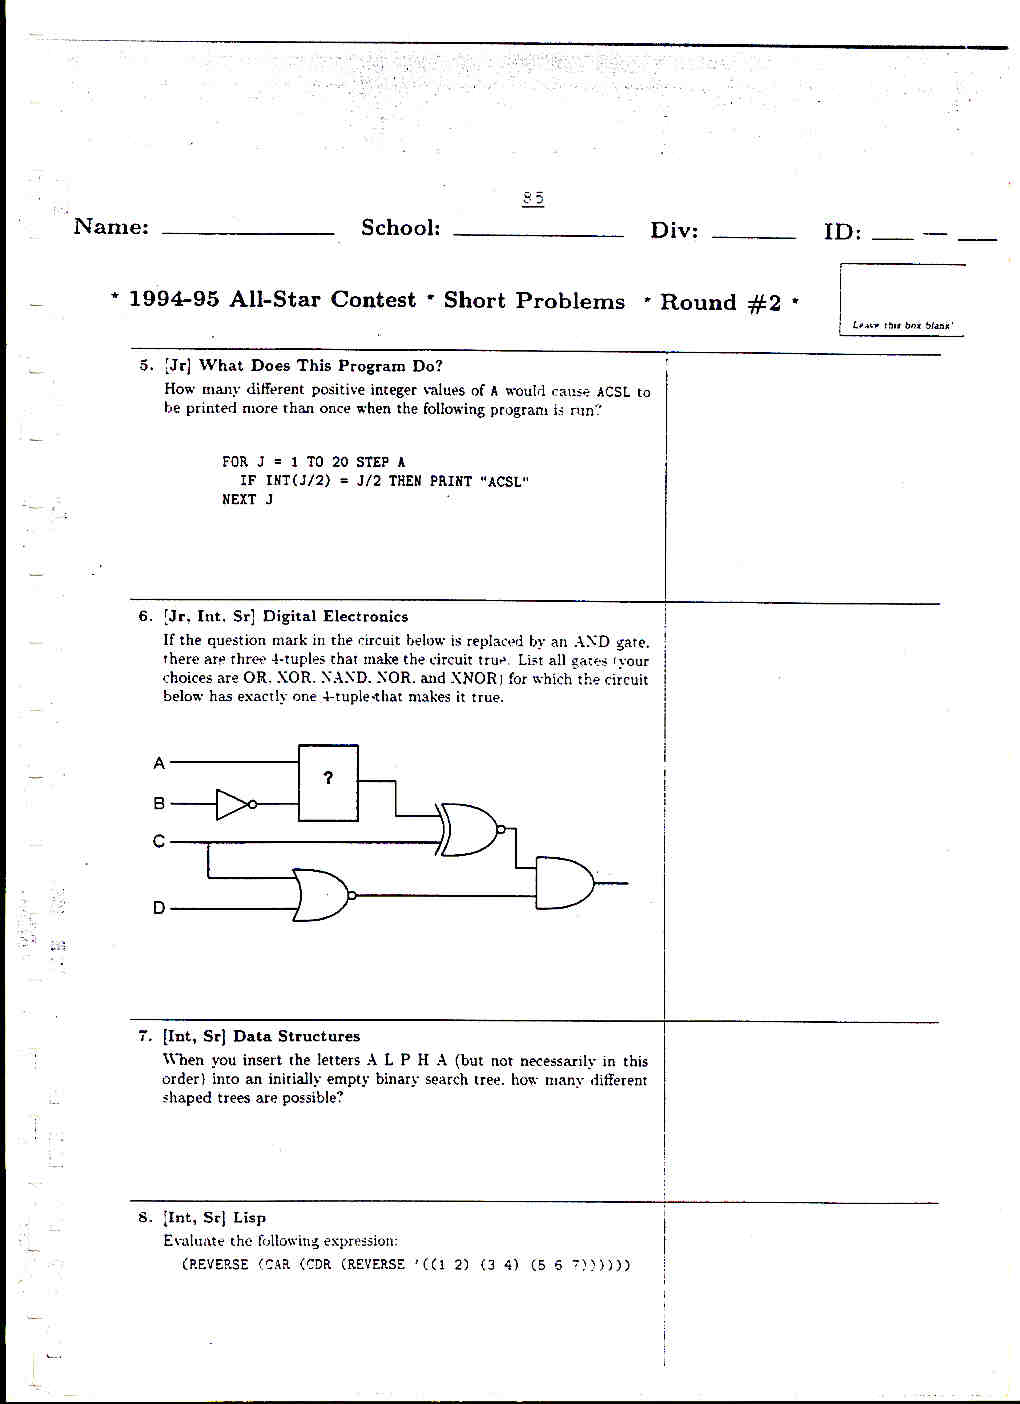 85
Name: School: Div: ID: —
* 1994-95 All-Star Contest * Short Problems * Round #2 *
Leave this box blank!
5. [Jr] What Does This Program Do?
How many different positive integer values of A would cause ACSL to
be printed more than once when the following program is run?
FOR J = 1 TO 20 STEP A
IF INT(J/2) = J/2 THEN PRINT "ACSL"
NEXT J
6. [Jr, Int, Sr] Digital Electronics
If the question mark in the circuit below is replaced by an AND gate,
there are three 4-tuples that make the circuit true. List all gates (your
choices are OR, XOR, NAND, NOR, and XNOR) for which the circuit
below has exactly one 4-tuple that makes it true.
A
?
B
C
D
7. [Int, Sr] Data Structures
When you insert the letters A L P H A (but not necessarily in this
order) into an initially empty binary search tree, how many different
shaped trees are possible?
8. [Int, Sr] Lisp
Evaluate the following expression:
(REVERSE (CAR (CDR (REVERSE '((1 2) (3 4) (5 6 7))))))